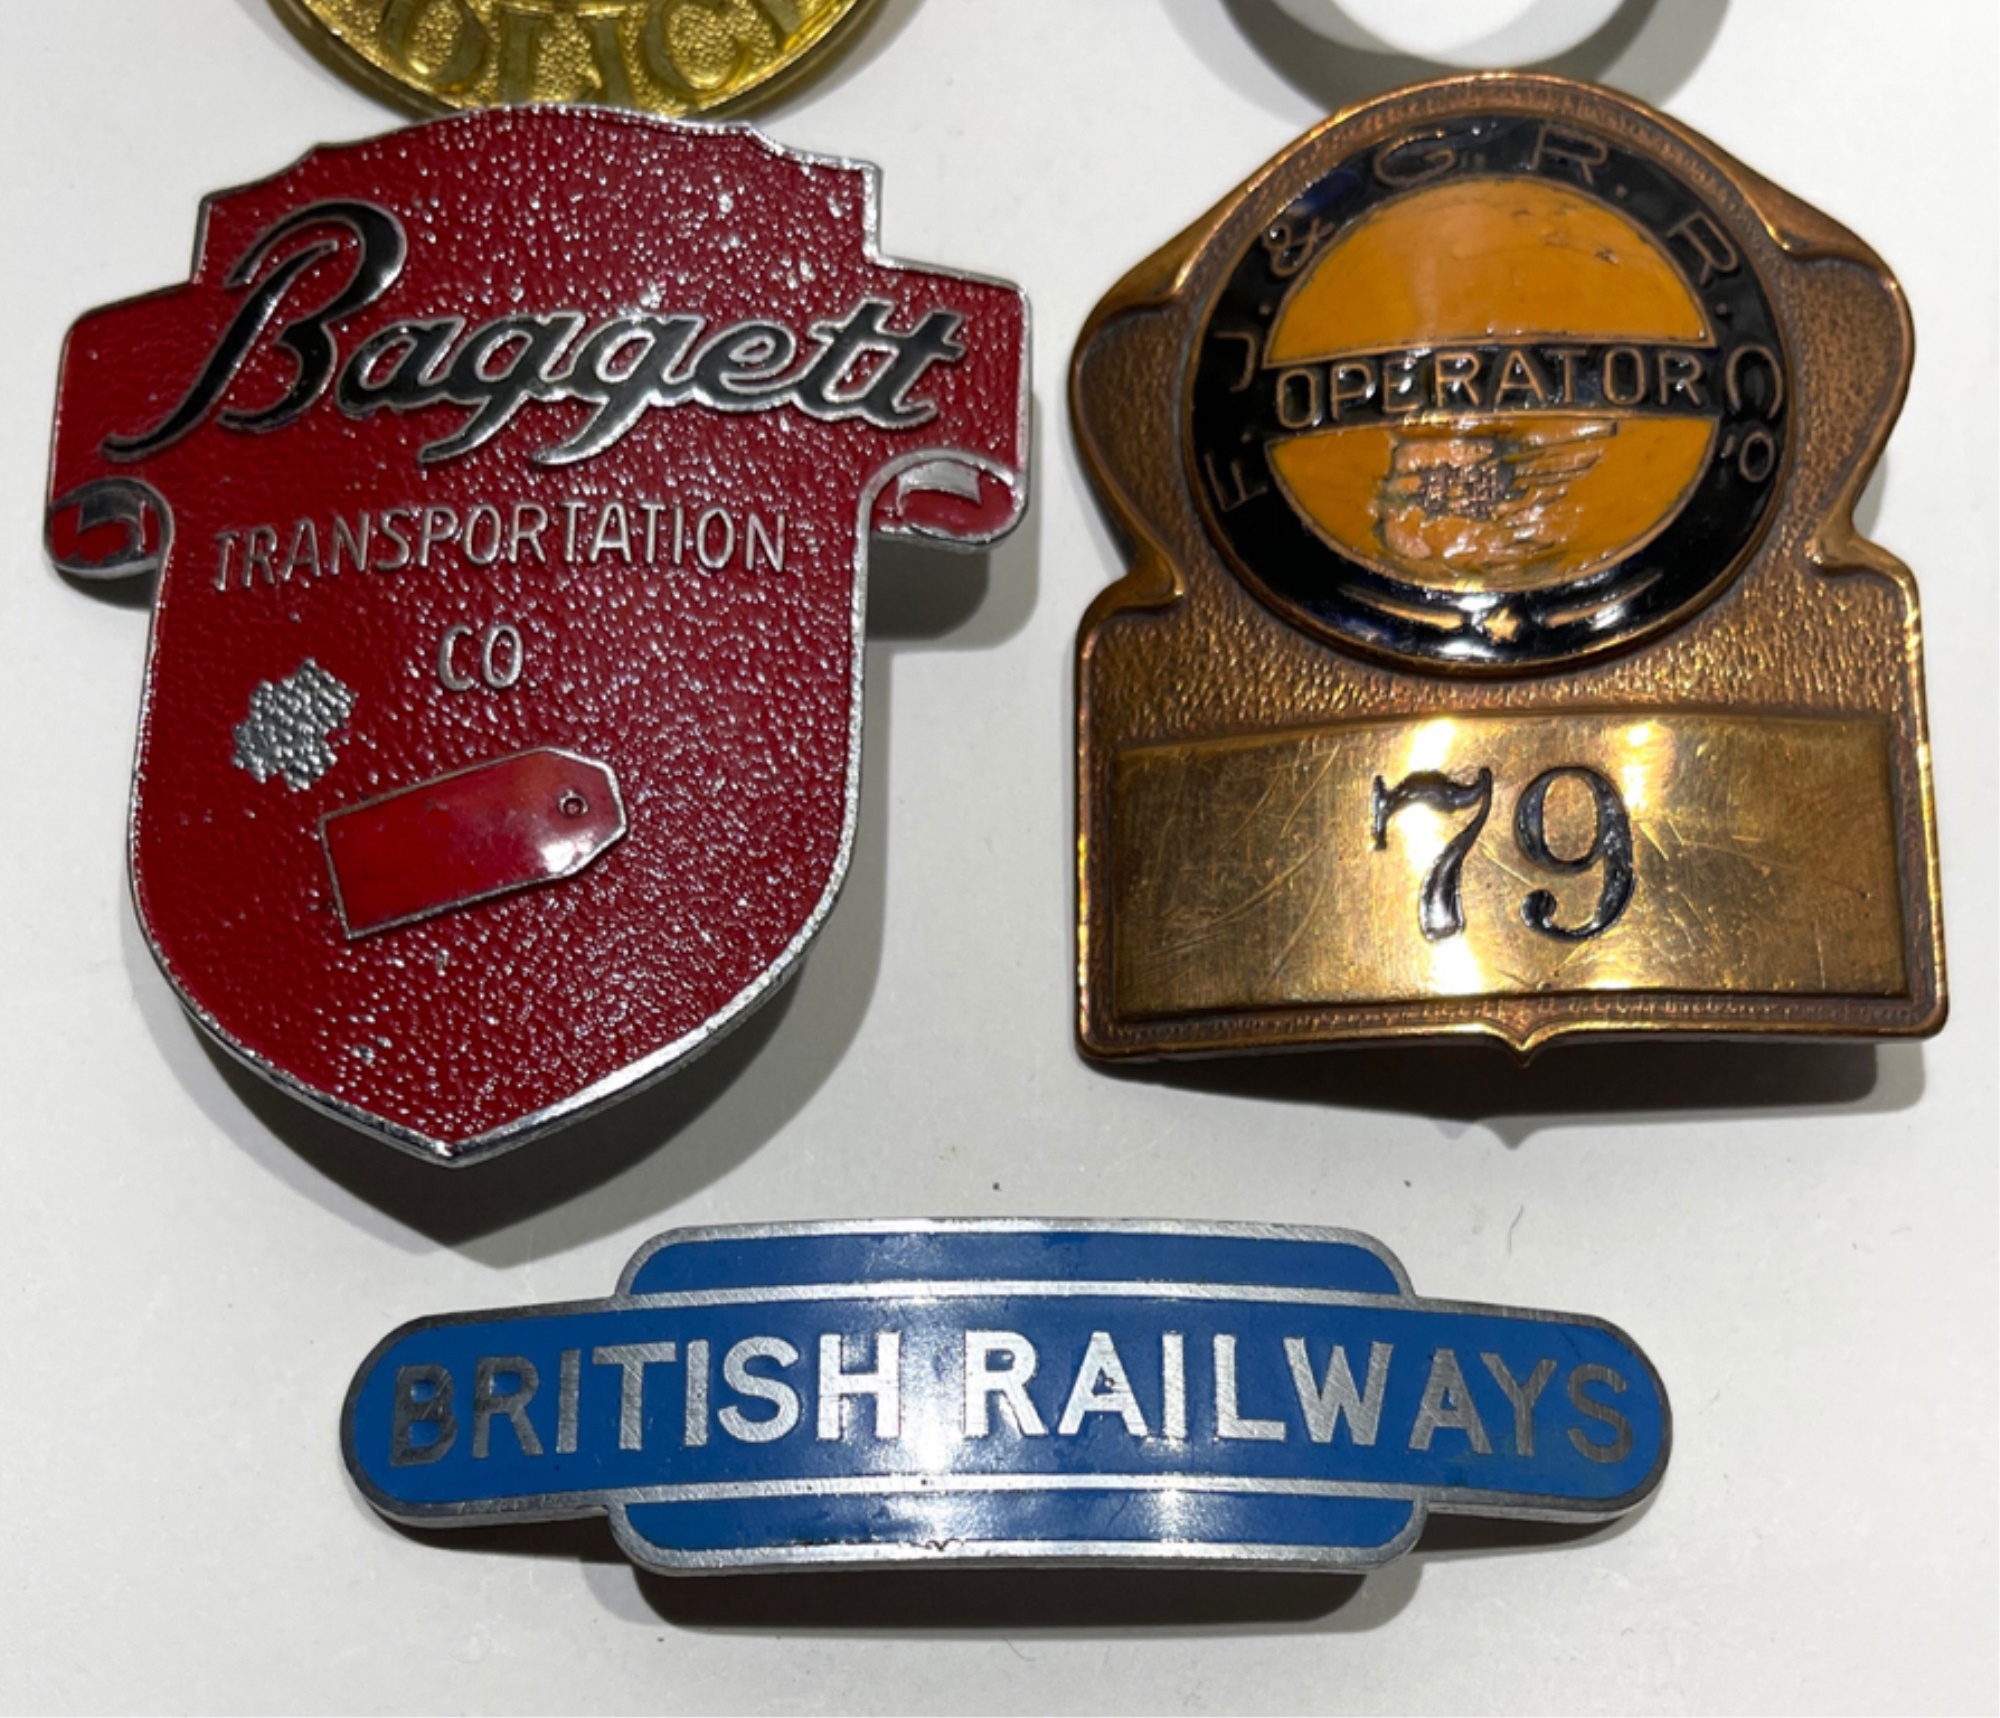 Baggett
TRANSPORTATION
CO
F. J. & G. R. R. Co.
OPERATOR
79
BRITISH RAILWAYS